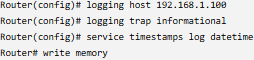 Router(config)# logging host 192.168.1.100
Router(config)# logging trap informational
Router(config)# service timestamps log datetime
Router# write memory